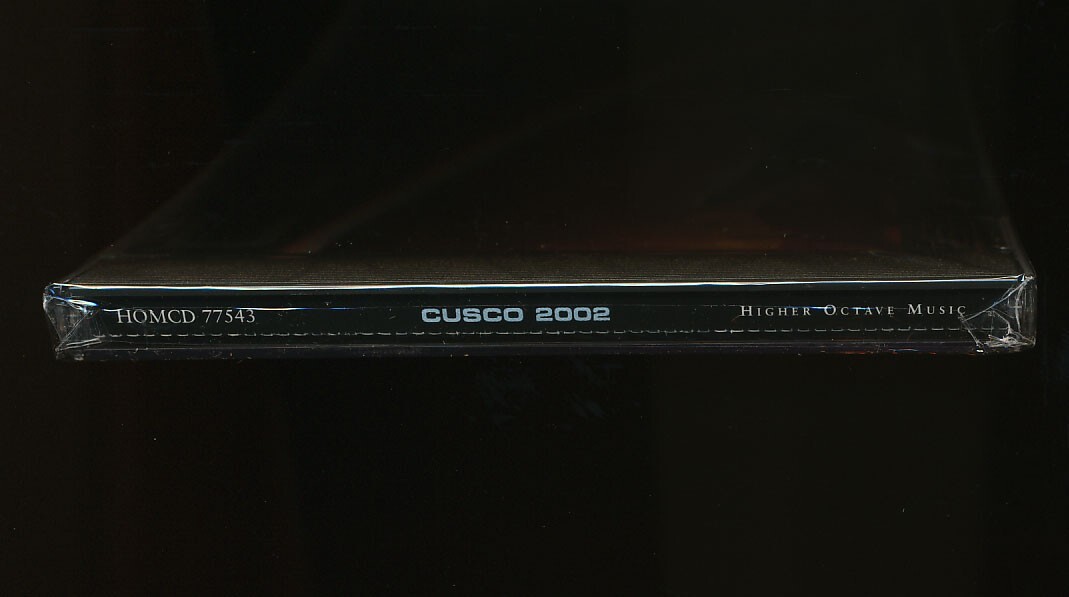 HOMCD 77543 CUSCO 2002 HIGHER OCTAVE MUSIC